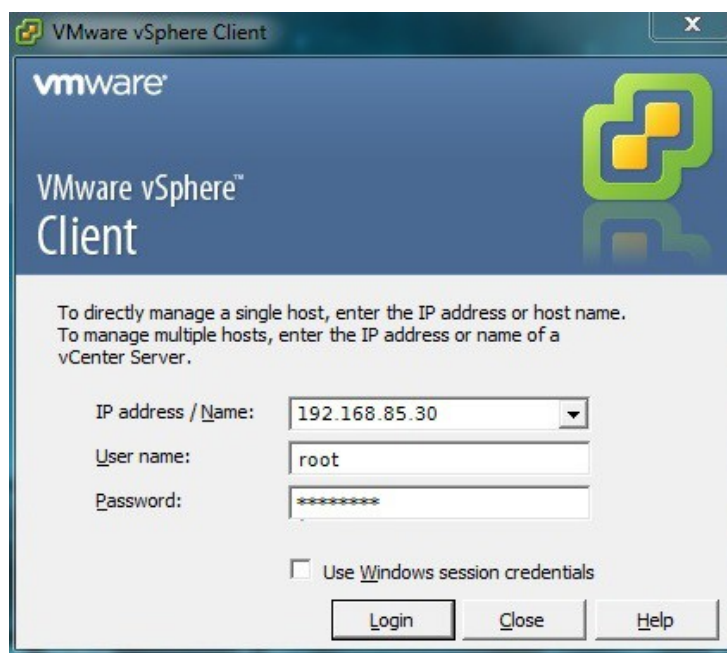 VMware vSphere Client
X
vmware®
VMware vSphere™
Client
To directly manage a single host, enter the IP address or host name.
To manage multiple hosts, enter the IP address or name of a
vCenter Server.
IP address / Name: 192.168.85.30
User name: root
Password: ********
Use Windows session credentials
Login Close Help